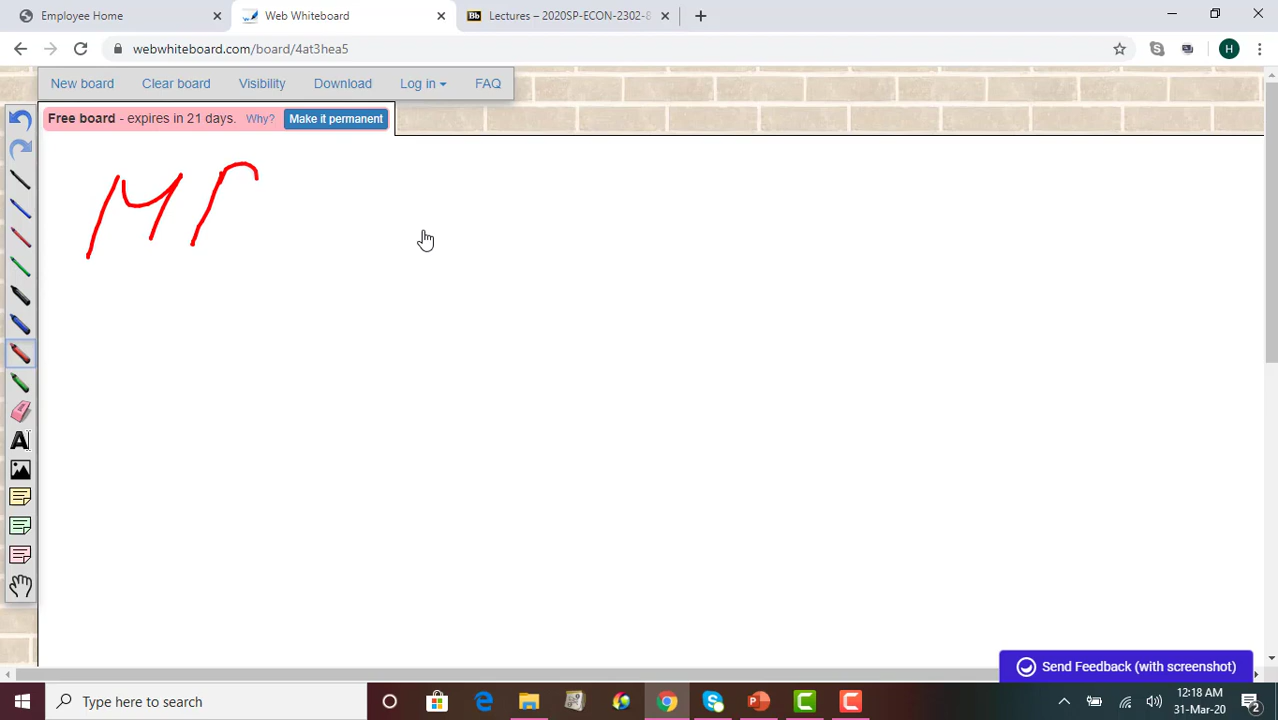 Employee Home
Web Whiteboard
Bb
Lectures – 2020SP-ECON-2302-8
webwhiteboard.com/board/4at3hea5
H
New board
Clear board
Visibility
Download
Log in
FAQ
Free board - expires in 21 days.
Why?
Make it permanent
A
Send Feedback (with screenshot)
Type here to search
12:18 AM
31-Mar-20
2